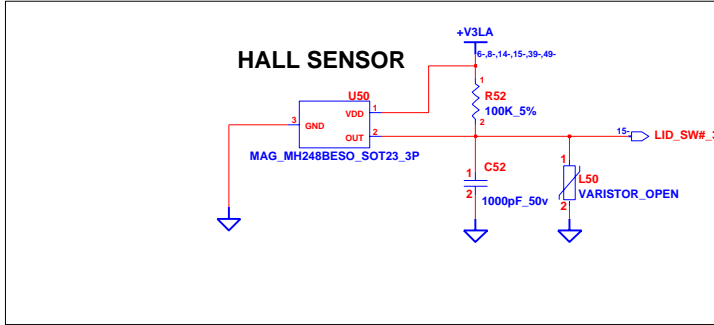 +V3LA
6-,8-,14-,15-,39-,49-
HALL SENSOR
U50
1
R52
100K_5%
2
3
GND
VDD
1
OUT
2
15-
LID_SW#_3
MAG_MH248BESO_SOT23_3P
C52
1
2
1000pF_50v
1
L50
VARISTOR_OPEN
2